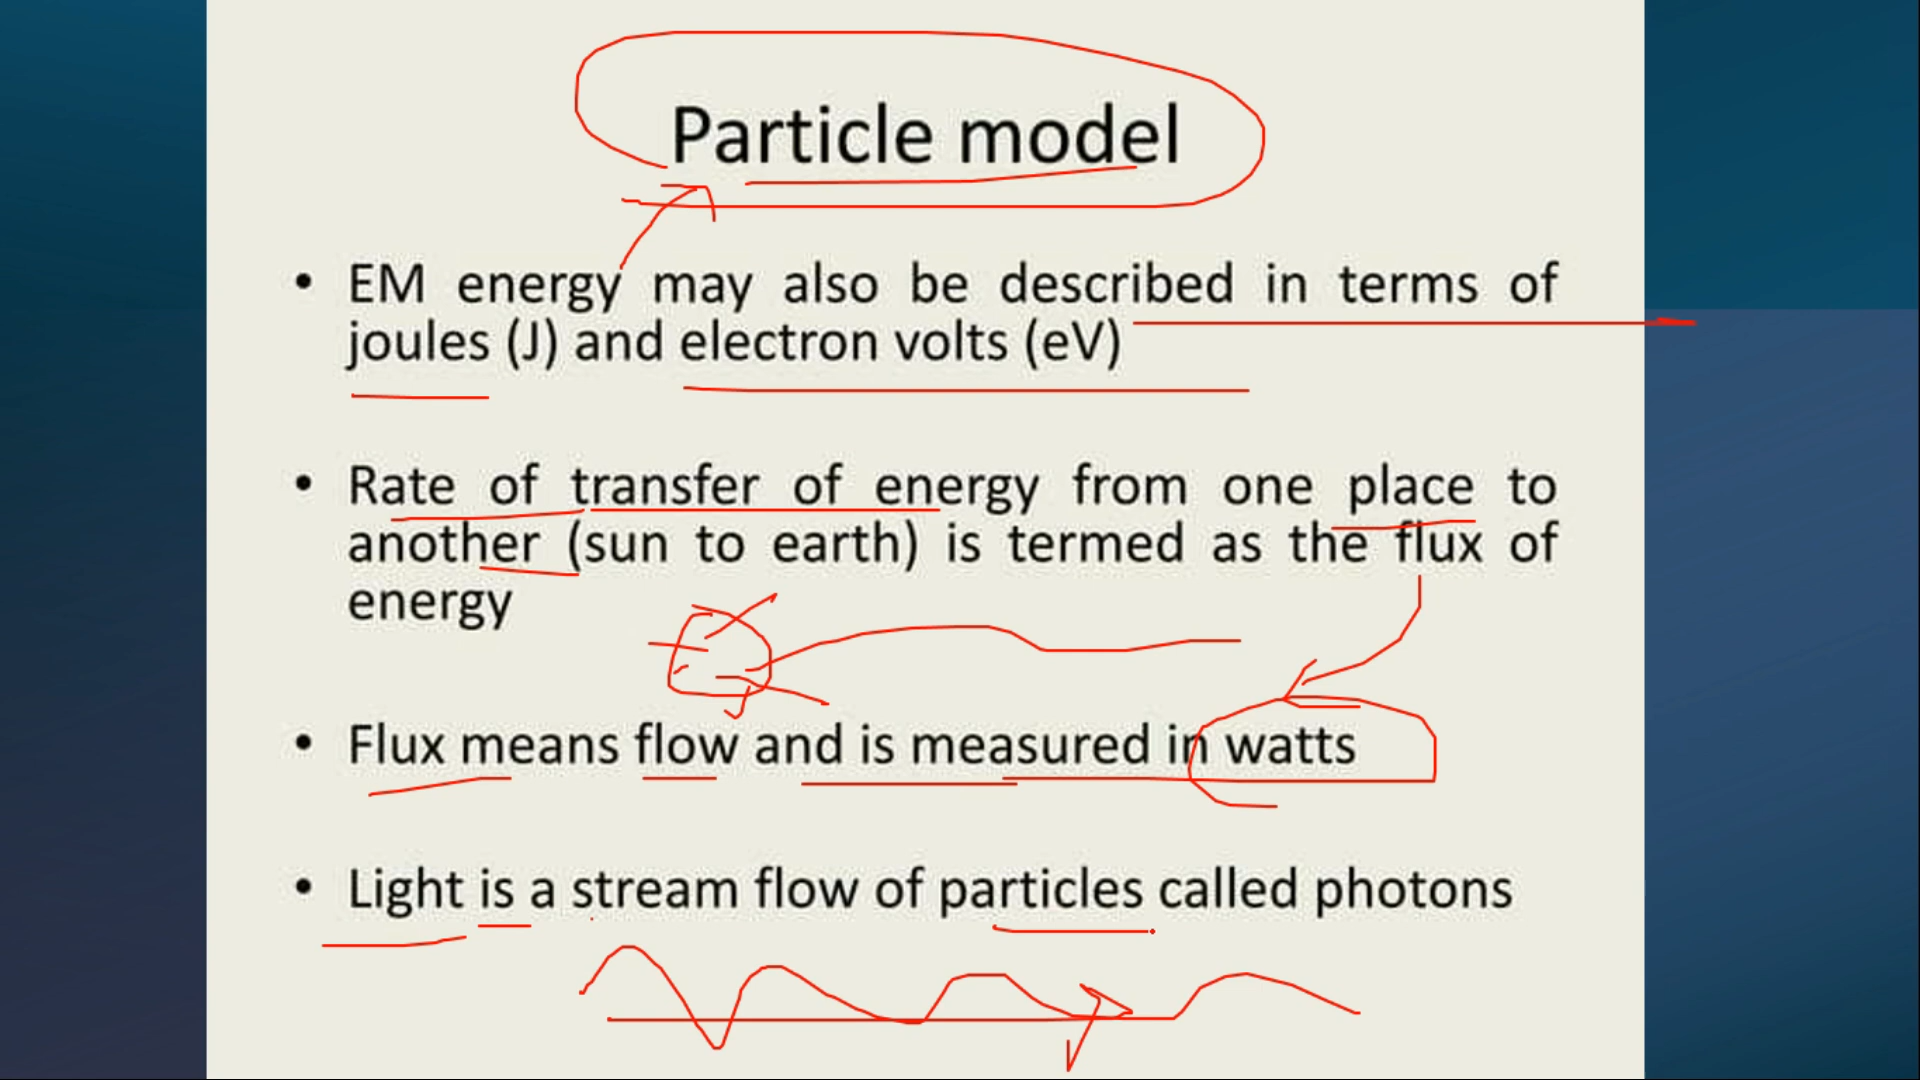 Particle model
• EM energy may also be described in terms of
joules (J) and electron volts (eV)
• Rate of transfer of energy from one place to
another (sun to earth) is termed as the flux of
energy
• Flux means flow and is measured in watts
• Light is a stream flow of particles called photons